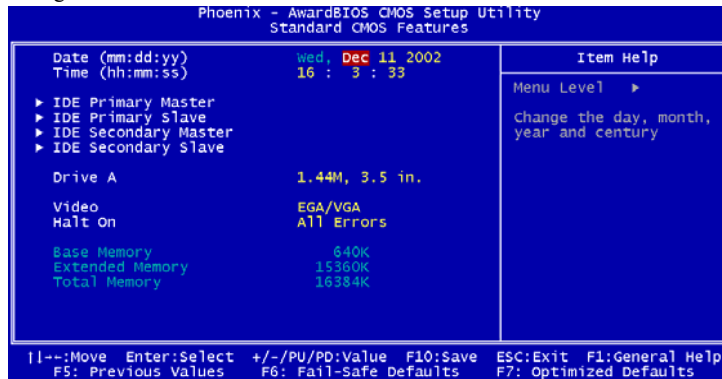 Phoenix - AwardBIOS CMOS Setup Utility
Standard CMOS Features
Date (mm:dd:yy) Wed, Dec 11 2002
Time (hh:mm:ss) 16 : 3 : 33
▶ IDE Primary Master
▶ IDE Primary Slave
▶ IDE Secondary Master
▶ IDE Secondary Slave
Drive A 1.44M, 3.5 in.
Video EGA/VGA
Halt On All Errors
Base Memory 640K
Extended Memory 15360K
Total Memory 16384K
Item Help
Menu Level ▶
Change the day, month,
year and century
↑↓→←:Move Enter:Select +/-/PU/PD:Value F10:Save ESC:Exit F1:General Help
F5: Previous Values F6: Fail-Safe Defaults F7: Optimized Defaults